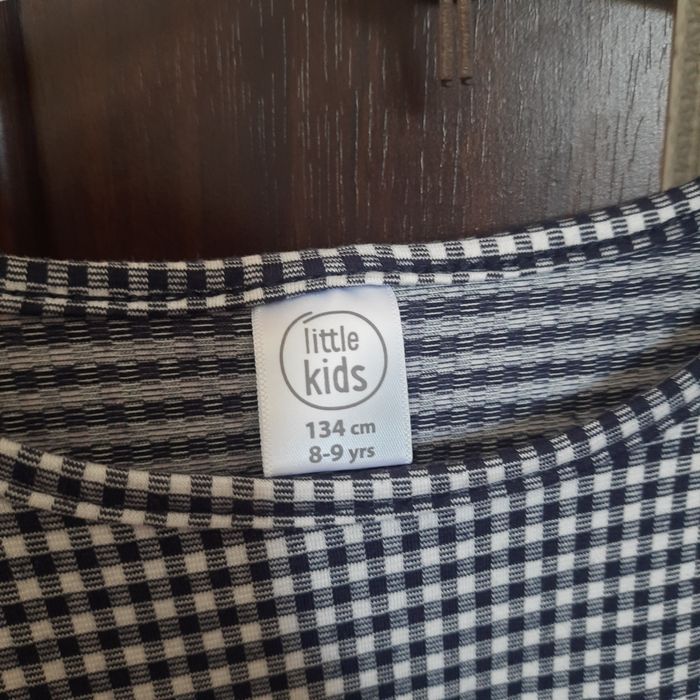 little
kids
134 cm
8-9 yrs